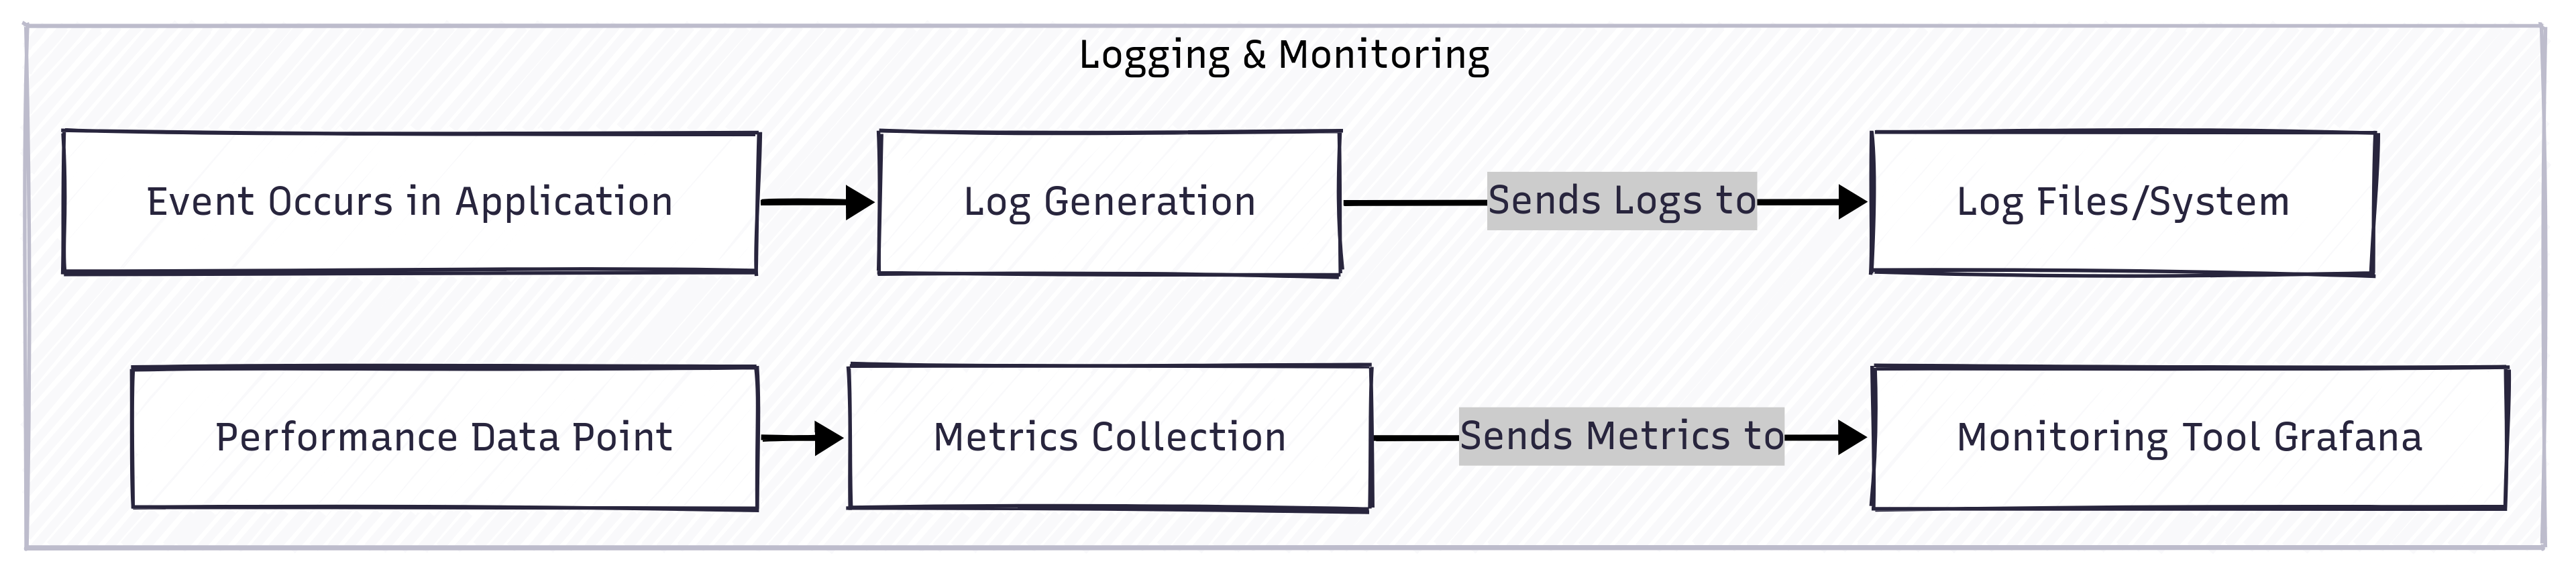 Logging & Monitoring
Event Occurs in Application
Log Generation
Sends Logs to
Log Files/System
Performance Data Point
Metrics Collection
Sends Metrics to
Monitoring Tool Grafana